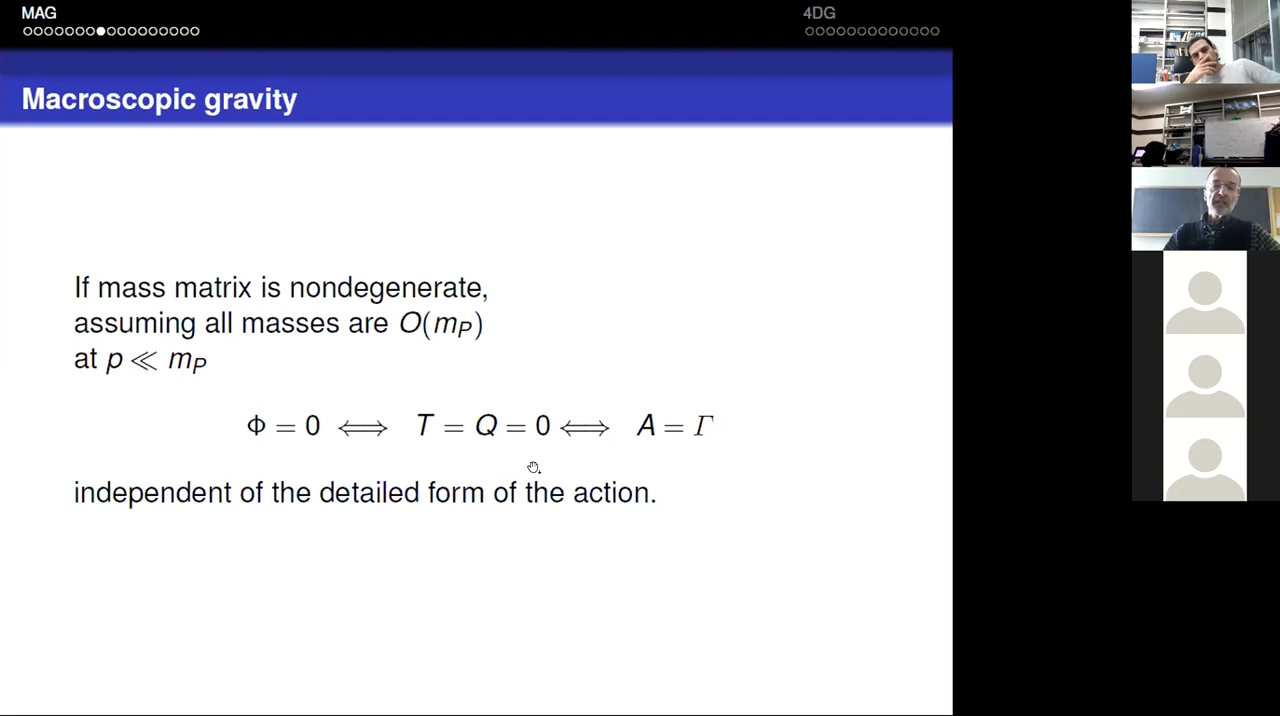 MAG
4DG
Macroscopic gravity
If mass matrix is nondegenerate,
assuming all masses are O(m_P)
at p ≪ m_P
Φ = 0 ⟺ T = Q = 0 ⟺ A = Γ
independent of the detailed form of the action.